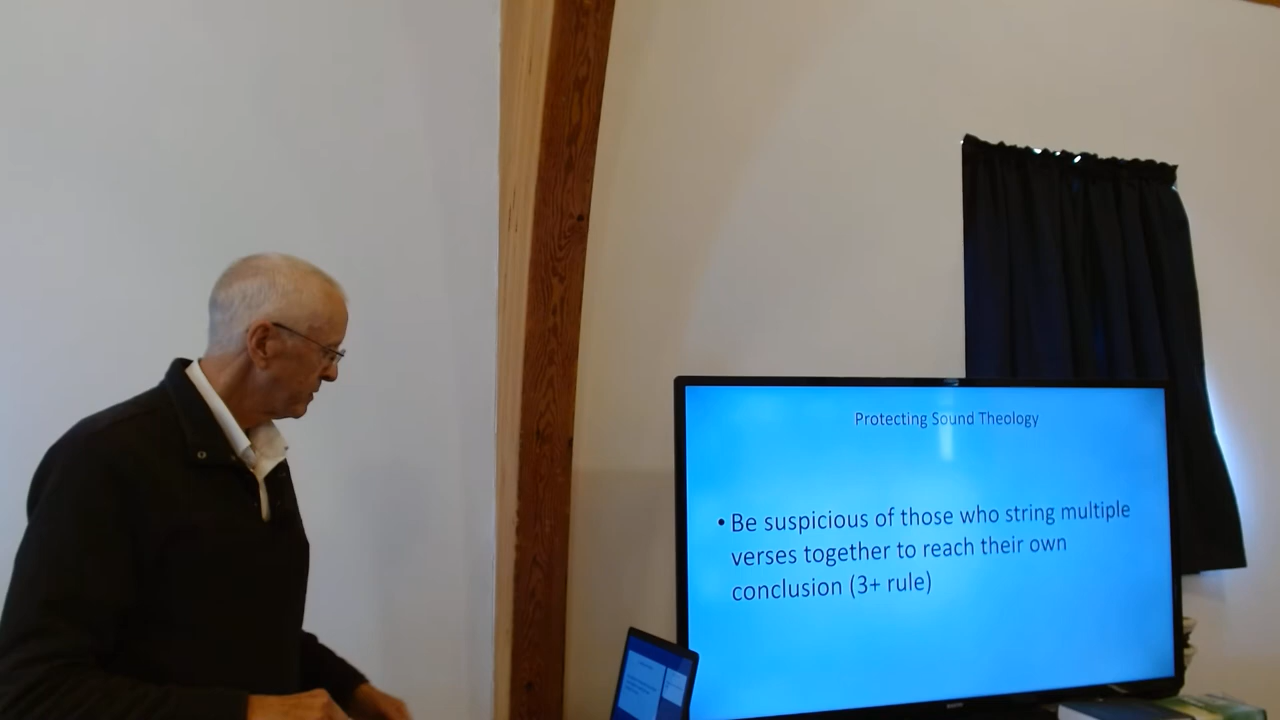 Protecting Sound Theology
• Be suspicious of those who string multiple
verses together to reach their own
conclusion (3+ rule)